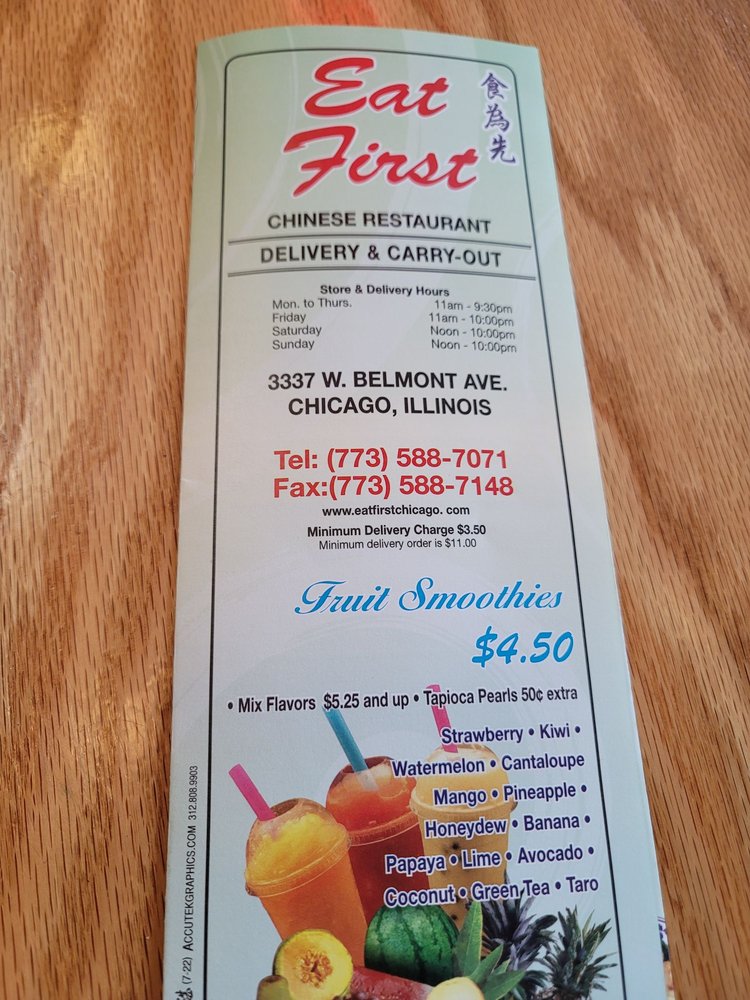 Eat
First
食為先
CHINESE RESTAURANT
DELIVERY & CARRY-OUT
Store & Delivery Hours
Mon. to Thurs. 11am - 9:30pm
Friday 11am - 10:00pm
Saturday Noon - 10:00pm
Sunday Noon - 10:00pm
3337 W. BELMONT AVE.
CHICAGO, ILLINOIS
Tel: (773) 588-7071
Fax:(773) 588-7148
www.eatfirstchicago. com
Minimum Delivery Charge $3.50
Minimum delivery order is $11.00
Fruit Smoothies
$4.50
• Mix Flavors $5.25 and up • Tapioca Pearls 50¢ extra
Strawberry • Kiwi •
Watermelon • Cantaloupe
Mango • Pineapple •
Honeydew • Banana •
Papaya • Lime • Avocado •
Coconut • Green Tea • Taro
(7-22) ACCUTEKGRAPHICS.COM 312.808.9903